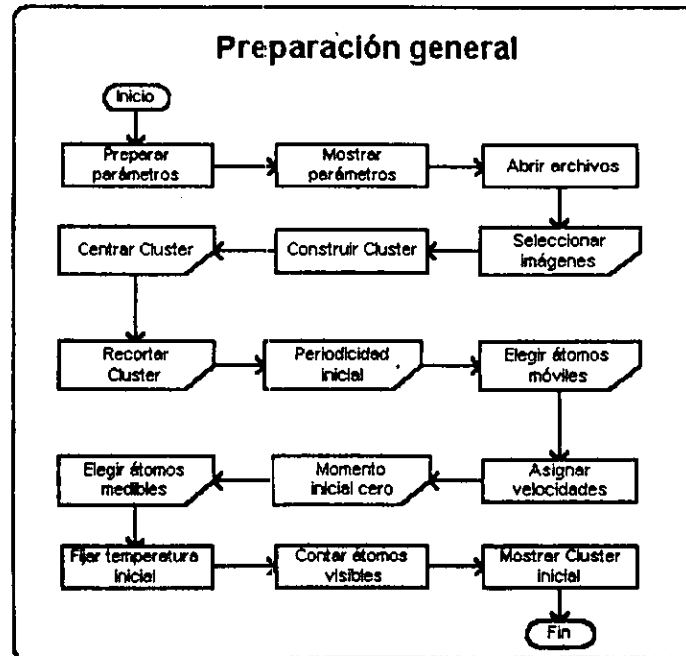 Preparación general
Inicio
Preparar
parámetros
Mostrar
parámetros
Abrir archivos
Seleccionar
imágenes
Construir Cluster
Centrar Cluster
Recortar
Cluster
Periodicidad
inicial
Elegir átomos
móviles
Asignar
velocidades
Momento
inicial cero
Elegir átomos
medibles
Fijar temperatura
inicial
Contar átomos
visibles
Mostrar Cluster
inicial
Fin